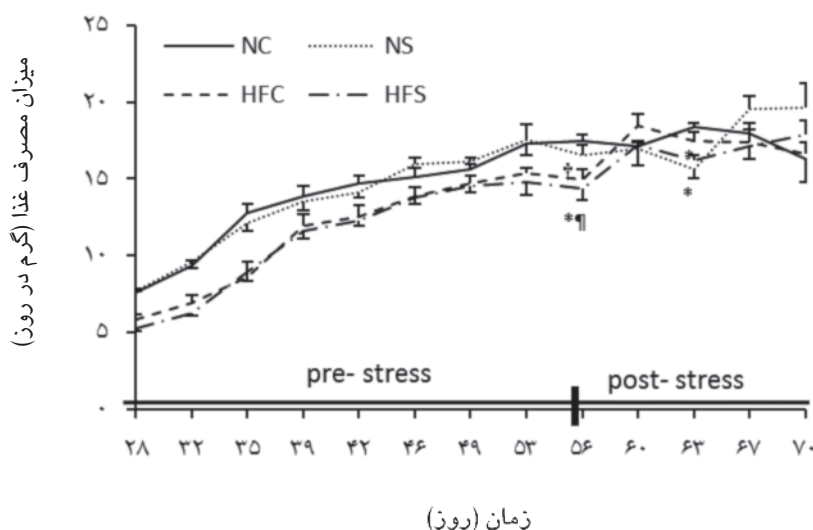 میزان مصرف غذا (گرم در روز)
۲۵
۲۰
۱۵
۱۰
۵
۰
NC NS
HFC HFS
*
*
*
*¶
pre- stress post- stress
۲۸ ۳۲ ۳۵ ۳۹ ۴۲ ۴۶ ۴۹ ۵۳ ۵۶ ۶۰ ۶۳ ۶۷ ۷۰
زمان (روز)